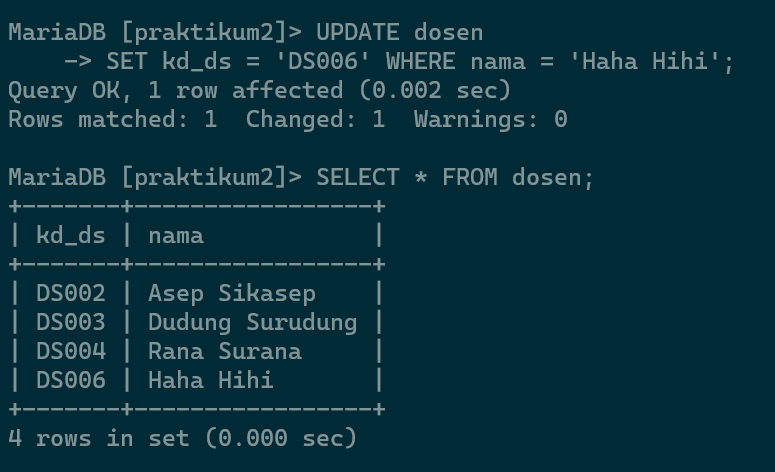 MariaDB [praktikum2]> UPDATE dosen
    -> SET kd_ds = 'DS006' WHERE nama = 'Haha Hihi';
Query OK, 1 row affected (0.002 sec)
Rows matched: 1  Changed: 1  Warnings: 0

MariaDB [praktikum2]> SELECT * FROM dosen;
+-------+-----------------+
| kd_ds | nama            |
+-------+-----------------+
| DS002 | Asep Sikasep    |
| DS003 | Dudung Surudung |
| DS004 | Rana Surana     |
| DS006 | Haha Hihi       |
+-------+-----------------+
4 rows in set (0.000 sec)